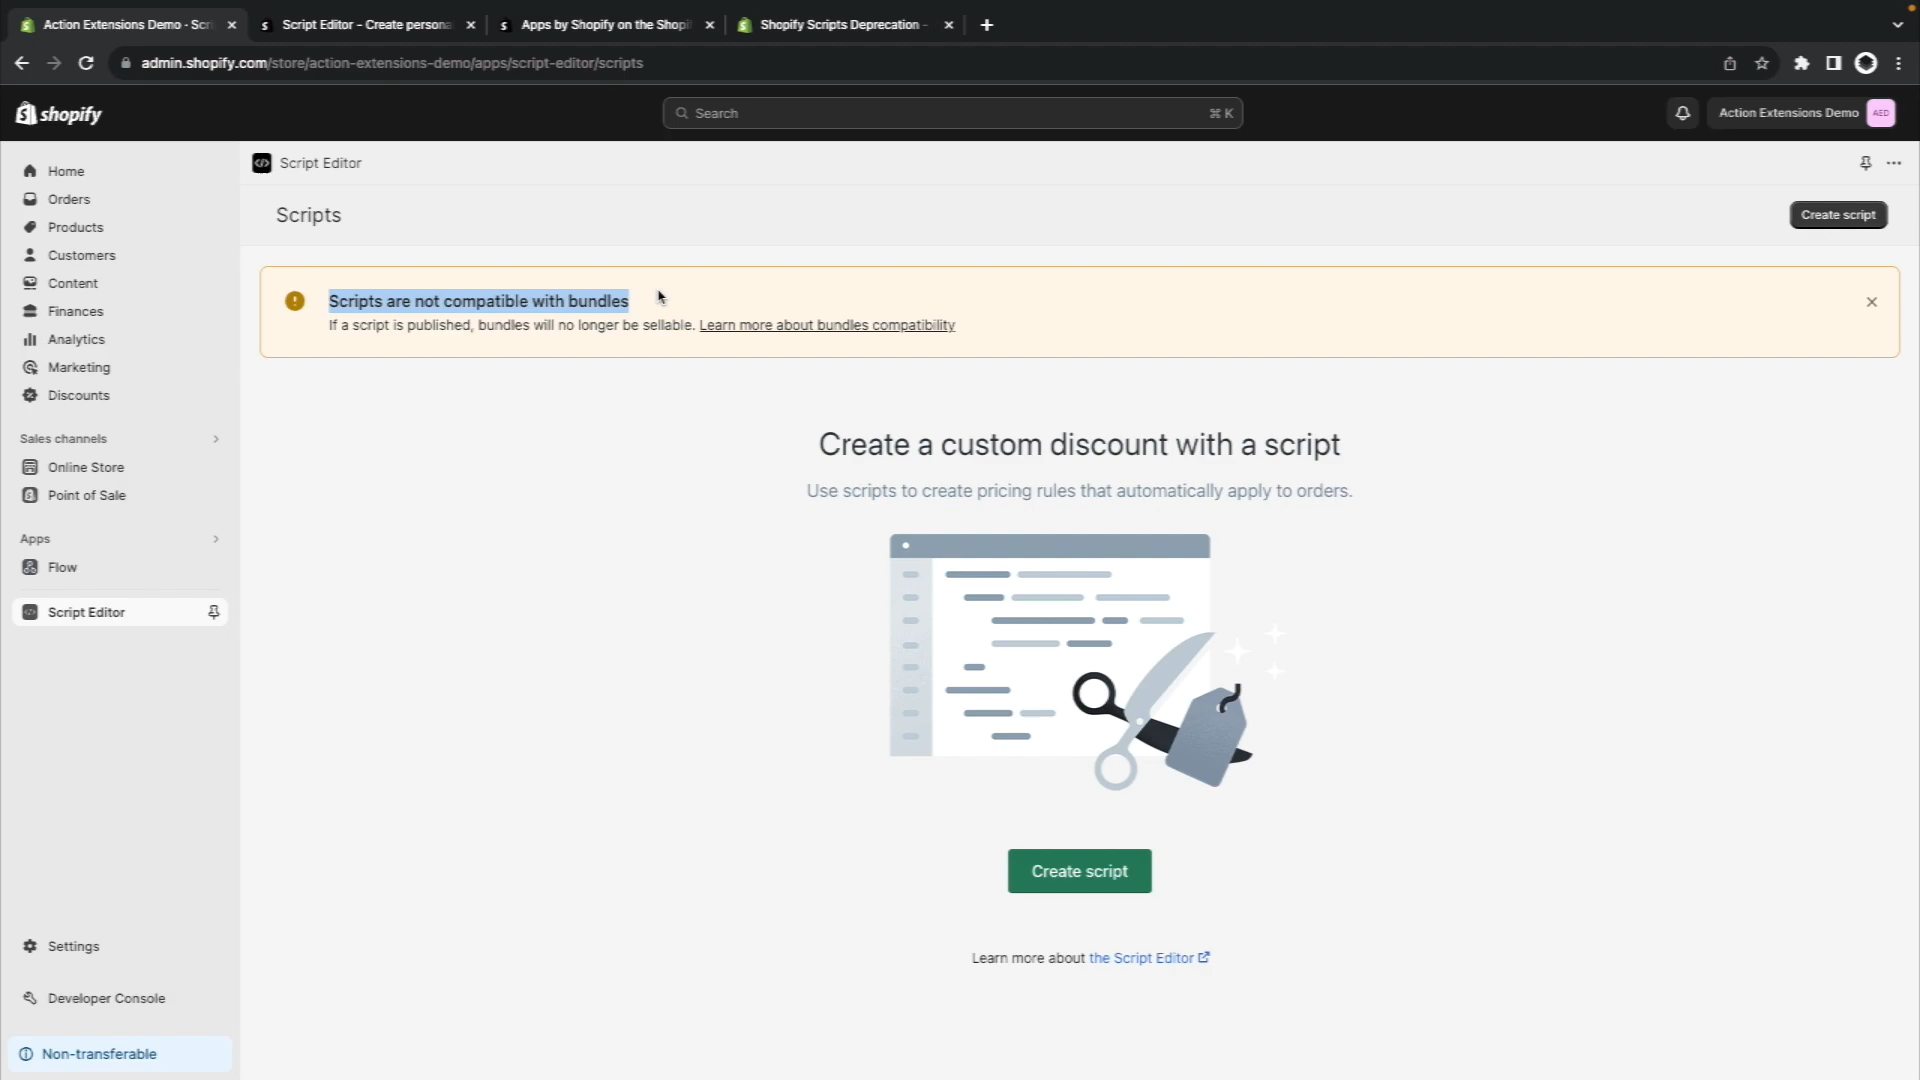 Action Extensions Demo - Scri
Script Editor - Create persona
Apps by Shopify on the Shopif
Shopify Scripts Deprecation -
admin.shopify.com/store/action-extensions-demo/apps/script-editor/scripts
shopify
Search
⌘ K
Action Extensions Demo
AED
Home
Orders
Products
Customers
Content
Finances
Analytics
Marketing
Discounts
Sales channels
Online Store
Point of Sale
Apps
Flow
Script Editor
Settings
Developer Console
Non-transferable
Script Editor
Scripts
Create script
Scripts are not compatible with bundles
If a script is published, bundles will no longer be sellable. Learn more about bundles compatibility
Create a custom discount with a script
Use scripts to create pricing rules that automatically apply to orders.
Create script
Learn more about the Script Editor